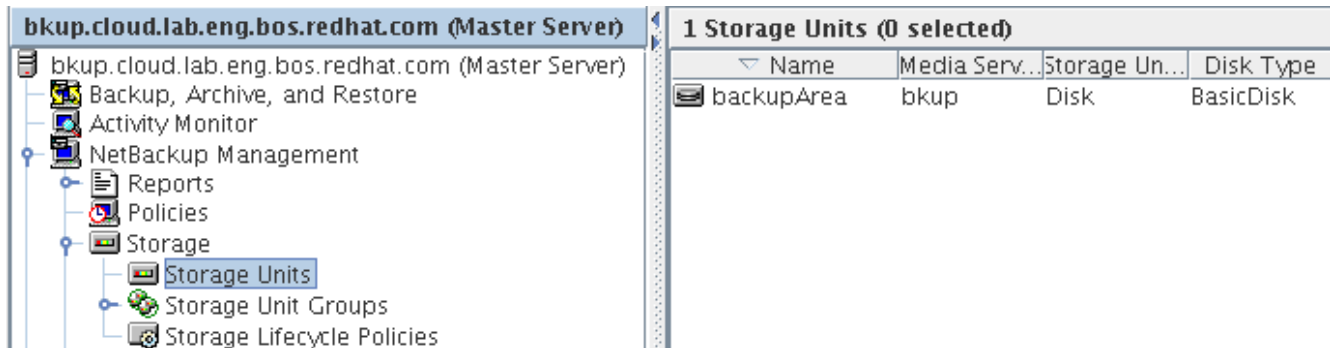 bkup.cloud.lab.eng.bos.redhat.com (Master Server)
bkup.cloud.lab.eng.bos.redhat.com (Master Server)
Backup, Archive, and Restore
Activity Monitor
NetBackup Management
Reports
Policies
Storage
Storage Units
Storage Unit Groups
Storage Lifecycle Policies
1 Storage Units (0 selected)
Name Media Serv... Storage Un... Disk Type
backupArea bkup Disk BasicDisk